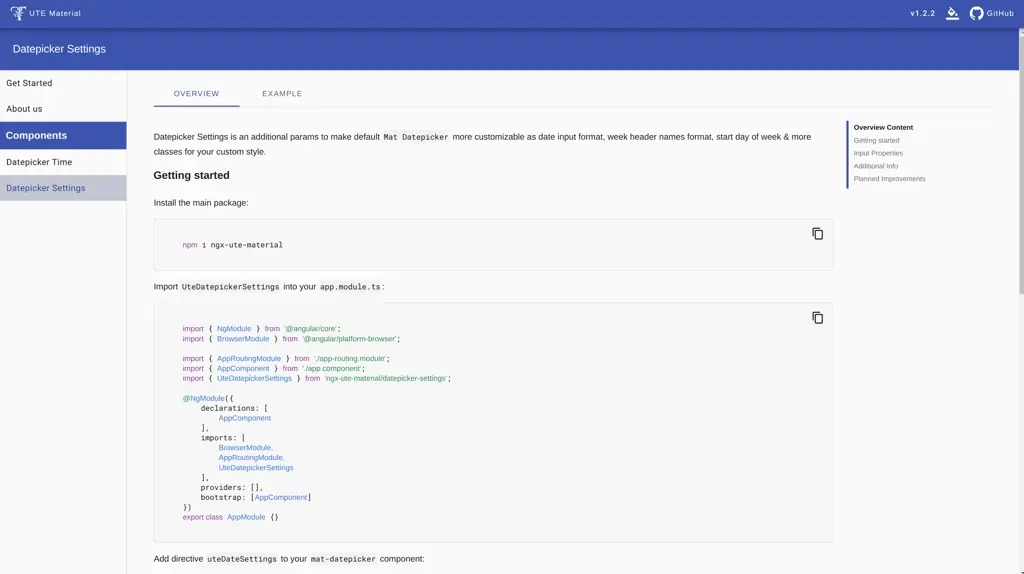 UTE Material
v1.2.2
GitHub
Datepicker Settings
Get Started
About us
Components
Datepicker Time
Datepicker Settings
OVERVIEW
EXAMPLE
Datepicker Settings is an additional params to make default Mat Datepicker more customizable as date input format, week header names format, start day of week & more
classes for your custom style.
Getting started
Install the main package:
npm i ngx-ute-material
Import UteDatepickerSettings into your app.module.ts:
import { NgModule } from '@angular/core';
import { BrowserModule } from '@angular/platform-browser';
import { AppRoutingModule } from './app-routing.module';
import { AppComponent } from './app.component';
import { UteDatepickerSettings } from 'ngx-ute-material/datepicker-settings';
@NgModule({
declarations: [
AppComponent
],
imports: [
BrowserModule,
AppRoutingModule,
UteDatepickerSettings
],
providers: [],
bootstrap: [AppComponent]
})
export class AppModule {}
Add directive uteDateSettings to your mat-datepicker component:
Overview Content
Getting started
Input Properties
Additional Info
Planned Improvements